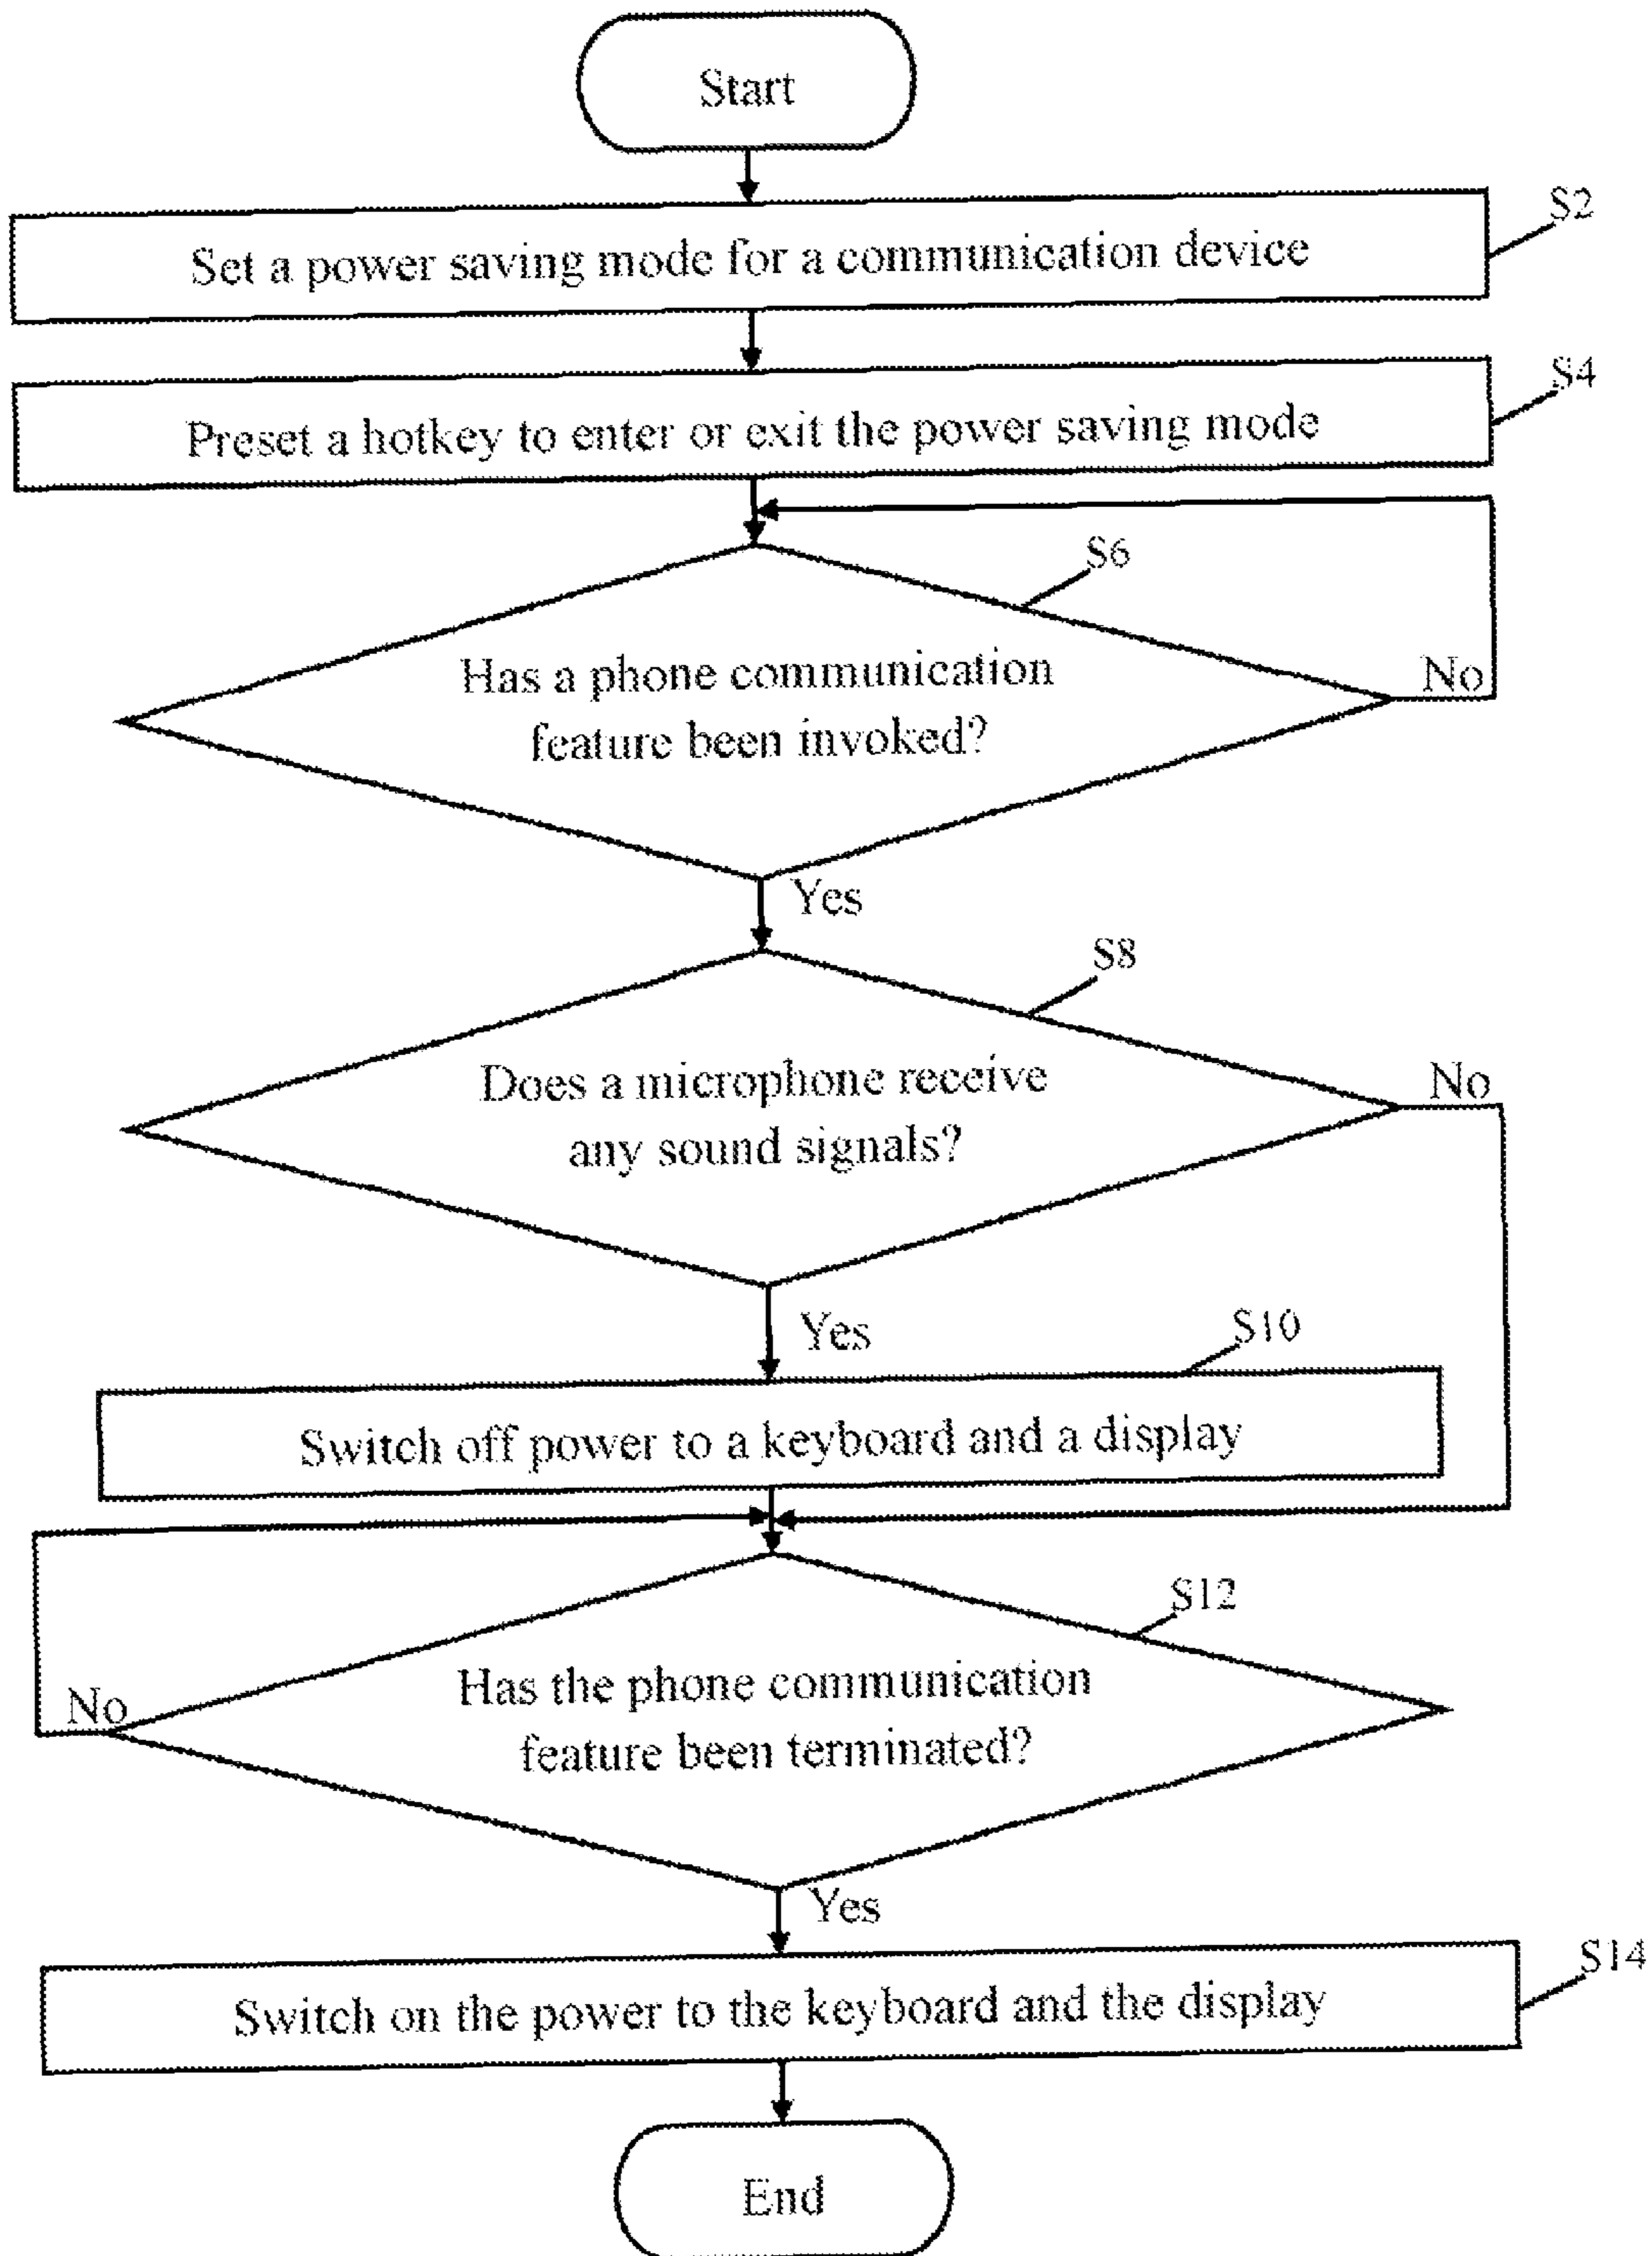 Start
S2
Set a power saving mode for a communication device
S4
Preset a hotkey to enter or exit the power saving mode
S6
Has a phone communication
feature been invoked?
No
Yes
S8
Does a microphone receive
any sound signals?
No
Yes
S10
Switch off power to a keyboard and a display
S12
Has the phone communication
feature been terminated?
No
Yes
S14
Switch on the power to the keyboard and the display
End